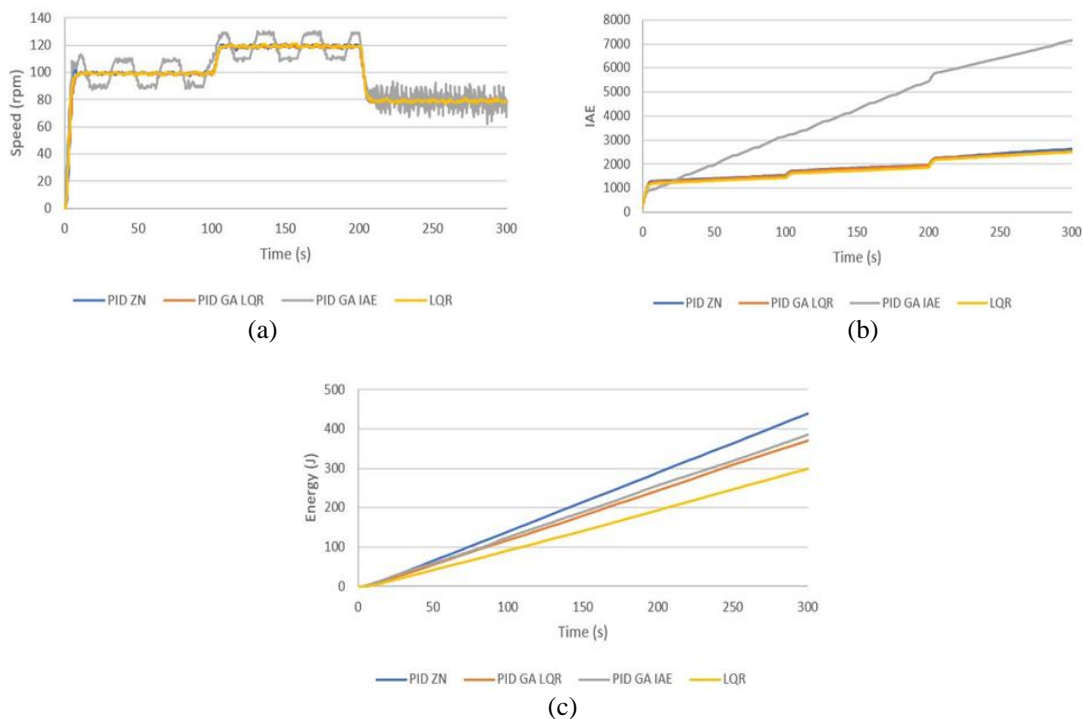 140
120
100
80
60
40
20
0
Speed (rpm)
0 50 100 150 200 250 300
Time (s)
PID ZN PID GA LQR PID GA IAE LQR
(a)
8000
7000
6000
5000
4000
3000
2000
1000
0
IAE
0 50 100 150 200 250 300
Time (s)
PID ZN PID GA LQR PID GA IAE LQR
(b)
500
400
300
200
100
0
Energy (J)
0 50 100 150 200 250 300
Time (s)
PID ZN PID GA LQR PID GA IAE LQR
(c)